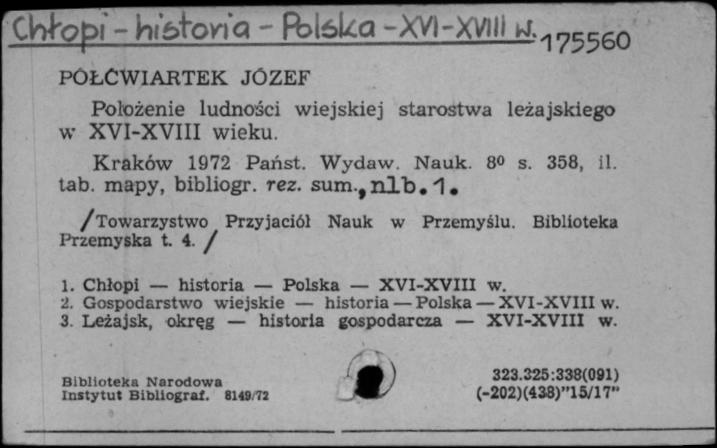 Chłopi - historia - Polska - XVI-XVIII w.
175560
PÓŁĆWIARTEK JÓZEF
Położenie ludności wiejskiej starostwa leżajskiego
w XVI-XVIII wieku.
Kraków 1972 Państ. Wydaw. Nauk. 8º s. 358, il.
tab. mapy, bibliogr. rez. sum., nlb. 1.
/Towarzystwo Przyjaciół Nauk w Przemyślu. Biblioteka
Przemyska t. 4. /
1. Chłopi — historia — Polska — XVI-XVIII w.
2. Gospodarstwo wiejskie — historia — Polska — XVI-XVIII w.
3. Leżajsk, okręg — historia gospodarcza — XVI-XVIII w.
Biblioteka Narodowa
Instytut Bibliograf. 8149/72
323.325:338(091)
(-202)(438)"15/17"